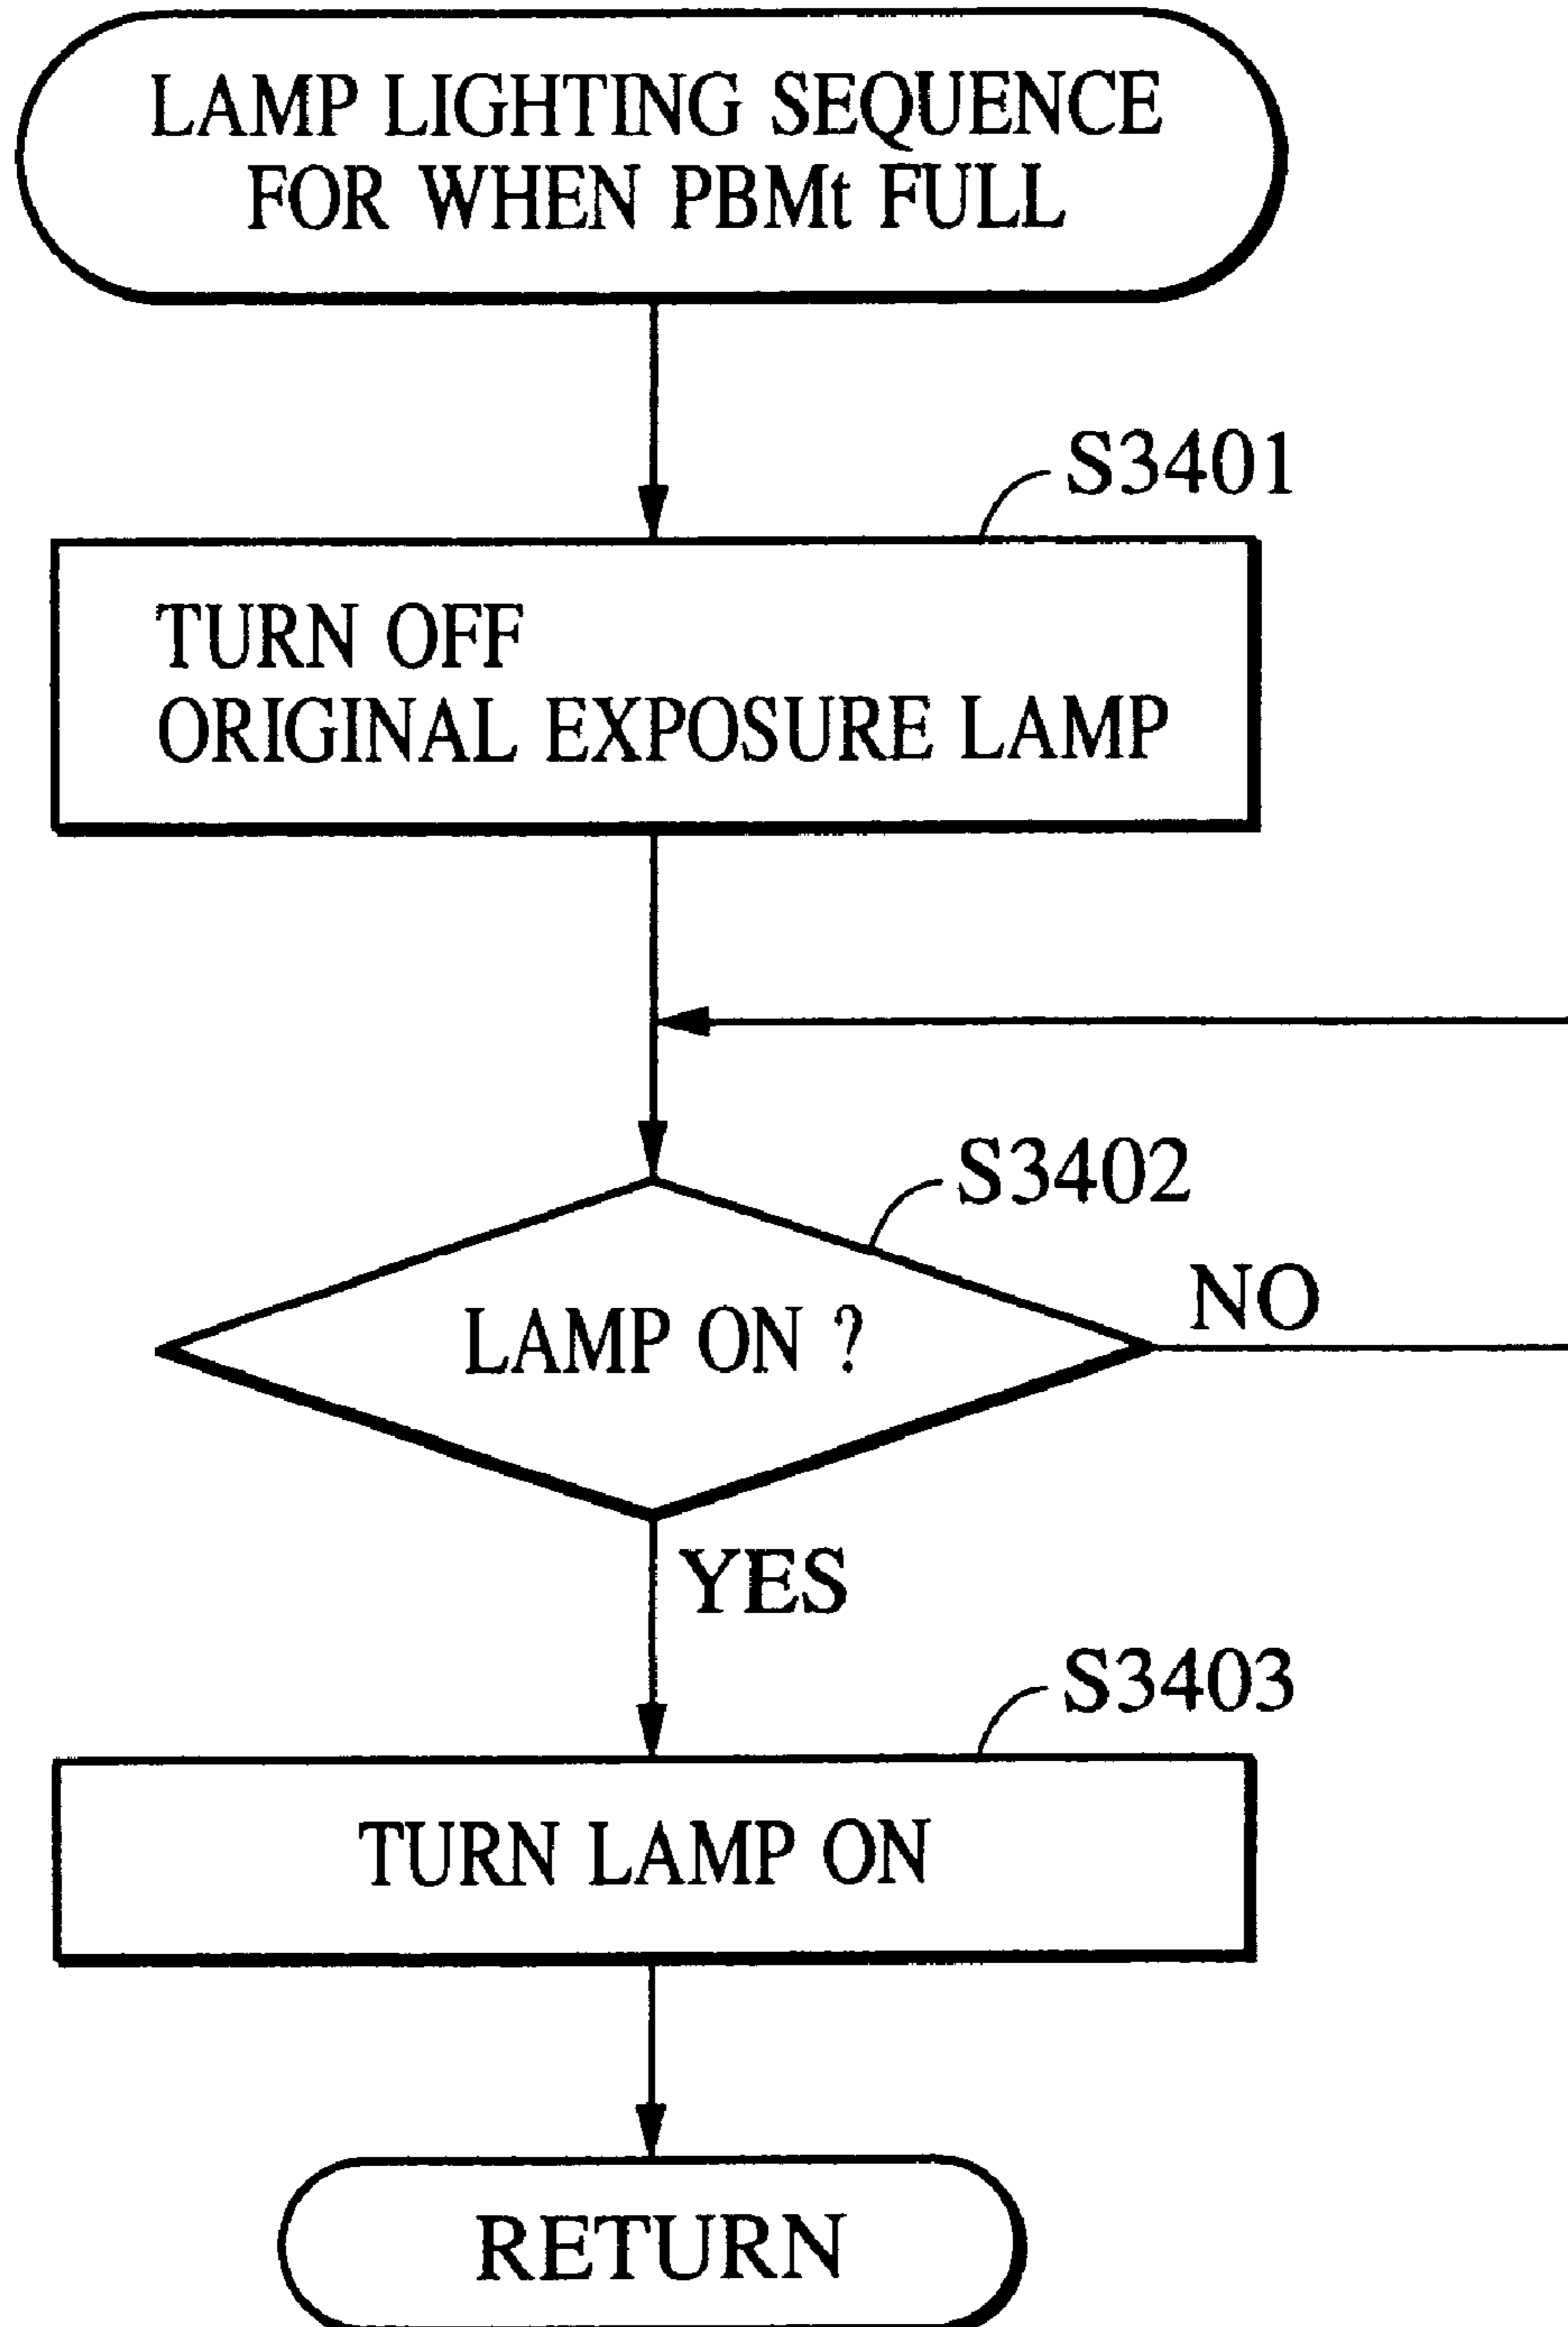 LAMP LIGHTING SEQUENCE
FOR WHEN PBMt FULL
S3401
TURN OFF
ORIGINAL EXPOSURE LAMP
S3402
NO
LAMP ON ?
YES
S3403
TURN LAMP ON
RETURN